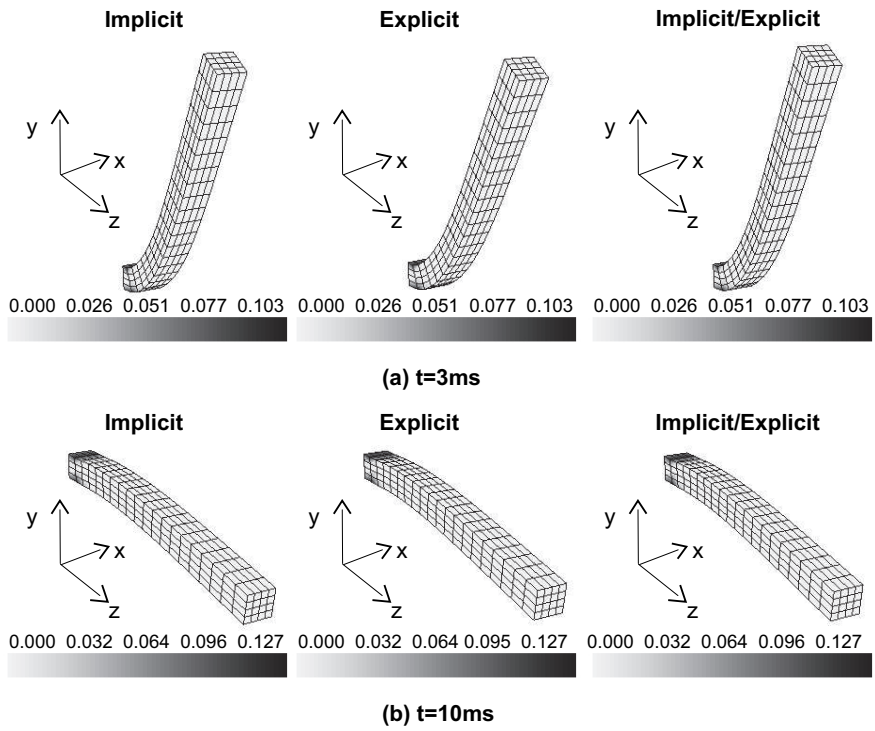 Implicit Explicit Implicit/Explicit
y x z y x z y x z
0.000 0.026 0.051 0.077 0.103 0.000 0.026 0.051 0.077 0.103 0.000 0.026 0.051 0.077 0.103
(a) t=3ms
Implicit Explicit Implicit/Explicit
y x z y x z y x z
0.000 0.032 0.064 0.096 0.127 0.000 0.032 0.064 0.095 0.127 0.000 0.032 0.064 0.096 0.127
(b) t=10ms